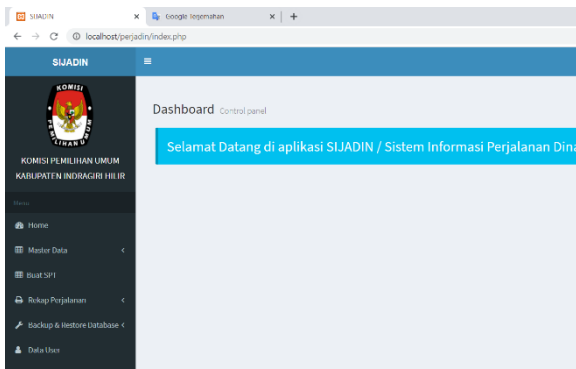 SIJADIN
Google Terjemahan
localhost/perjadin/index.php
SIJADIN
KOMISI
PEMILIHAN UMUM
KOMISI PEMILIHAN UMUM
KABUPATEN INDRAGIRI HILIR
Dashboard Control panel
Selamat Datang di aplikasi SIJADIN / Sistem Informasi Perjalanan Dina
Menu
Home
Master Data
Buat SPT
Rekap Perjalanan
Backup & Restore Database
Data User